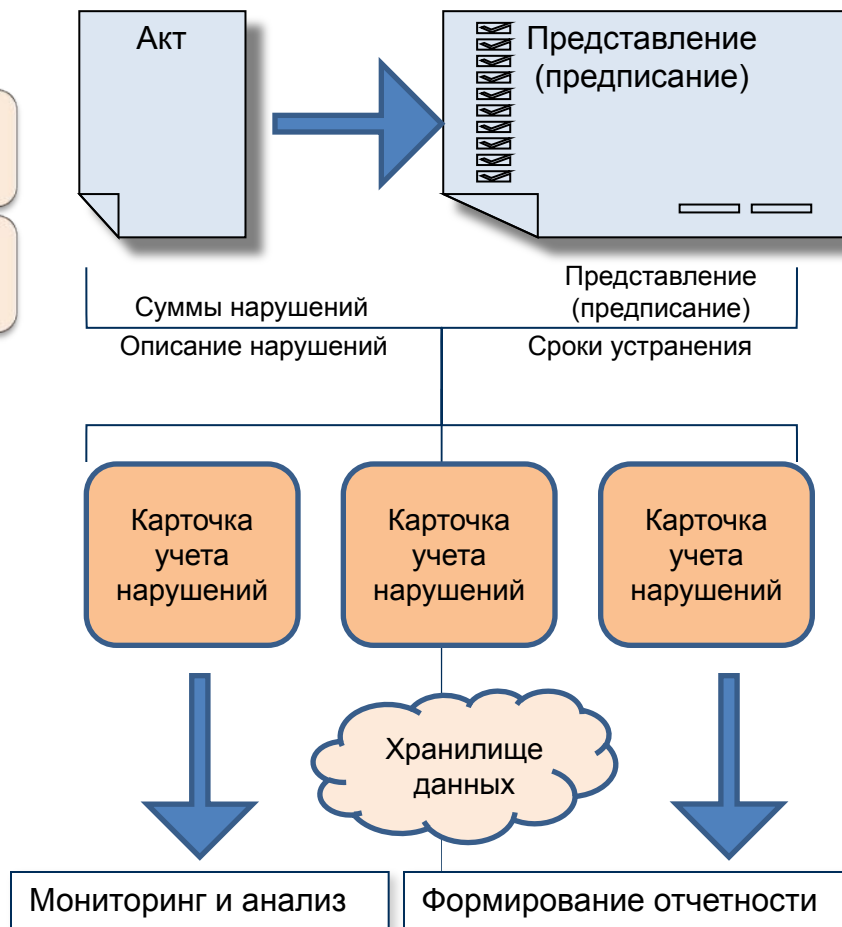 Акт
Представление
(предписание)
Суммы нарушений
Представление
(предписание)
Описание нарушений
Сроки устранения
Карточка
учета
нарушений
Карточка
учета
нарушений
Карточка
учета
нарушений
Хранилище
данных
Мониторинг и анализ
Формирование отчетности